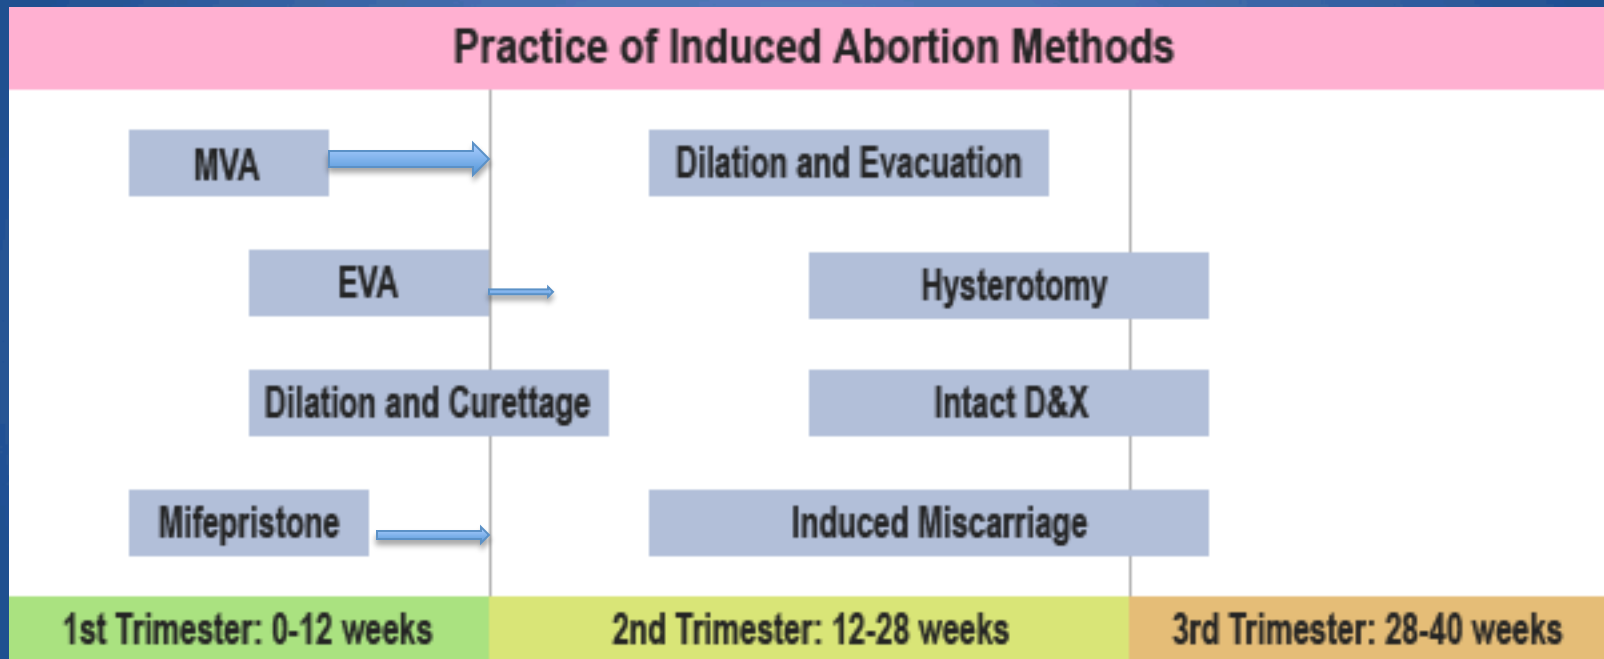 Practice of Induced Abortion Methods
MVA
Dilation and Evacuation
EVA
Hysterotomy
Dilation and Curettage
Intact D&X
Mifepristone
Induced Miscarriage
1st Trimester: 0-12 weeks
2nd Trimester: 12-28 weeks
3rd Trimester: 28-40 weeks